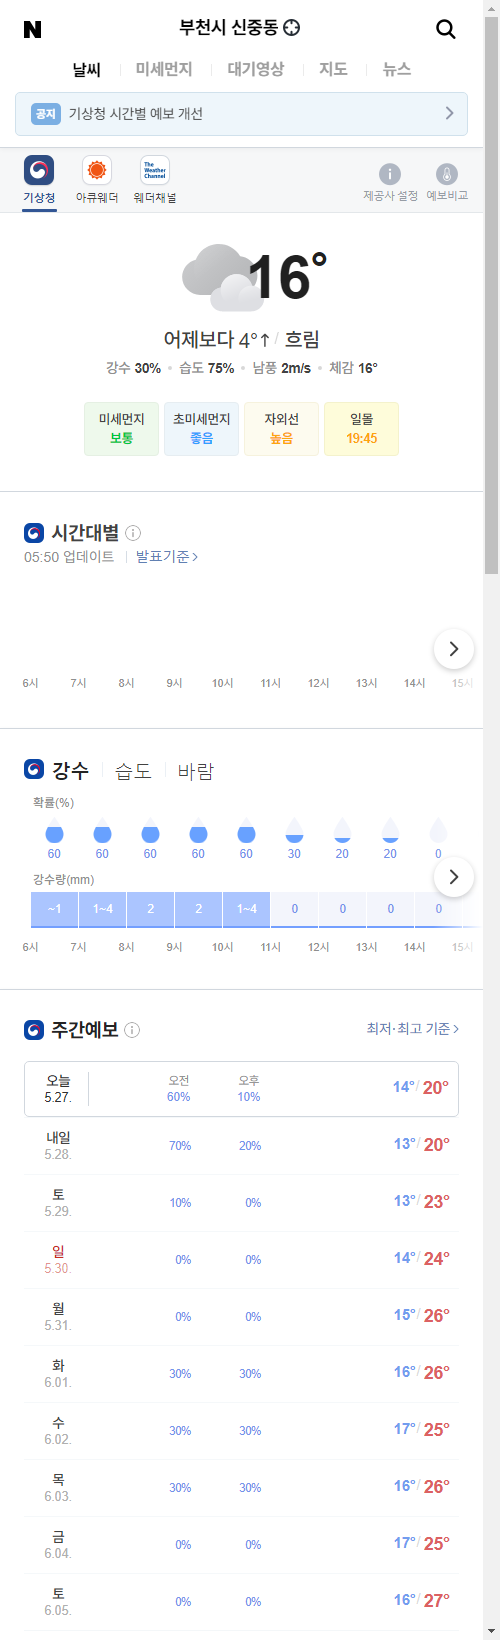 N
부천시 신중동
날씨
미세먼지
대기영상
지도
뉴스
공지 기상청 시간별 예보 개선
The Weather Channel
기상청
아큐웨더
웨더채널
제공사 설정
예보비교
16°
어제보다 4°↑ / 흐림
강수 30% • 습도 75% • 남풍 2m/s • 체감 16°
미세먼지 초미세먼지 자외선 일몰
보통 좋음 높음 19:45
시간대별
05:50 업데이트 발표기준 >
6시 7시 8시 9시 10시 11시 12시 13시 14시 15시
강수 습도 바람
확률(%)
60 60 60 60 60 30 20 20 0
강수량(mm)
~1 1~4 2 2 1~4 0 0 0 0
6시 7시 8시 9시 10시 11시 12시 13시 14시 15시
주간예보 최저·최고 기준 >
오늘 오전 오후
5.27. 60% 10% 14°/ 20°
내일
5.28. 70% 20% 13°/ 20°
토
5.29. 10% 0% 13°/ 23°
일
5.30. 0% 0% 14°/ 24°
월
5.31. 0% 0% 15°/ 26°
화
6.01. 30% 30% 16°/ 26°
수
6.02. 30% 30% 17°/ 25°
목
6.03. 30% 30% 16°/ 26°
금
6.04. 0% 0% 17°/ 25°
토
6.05. 0% 0% 16°/ 27°